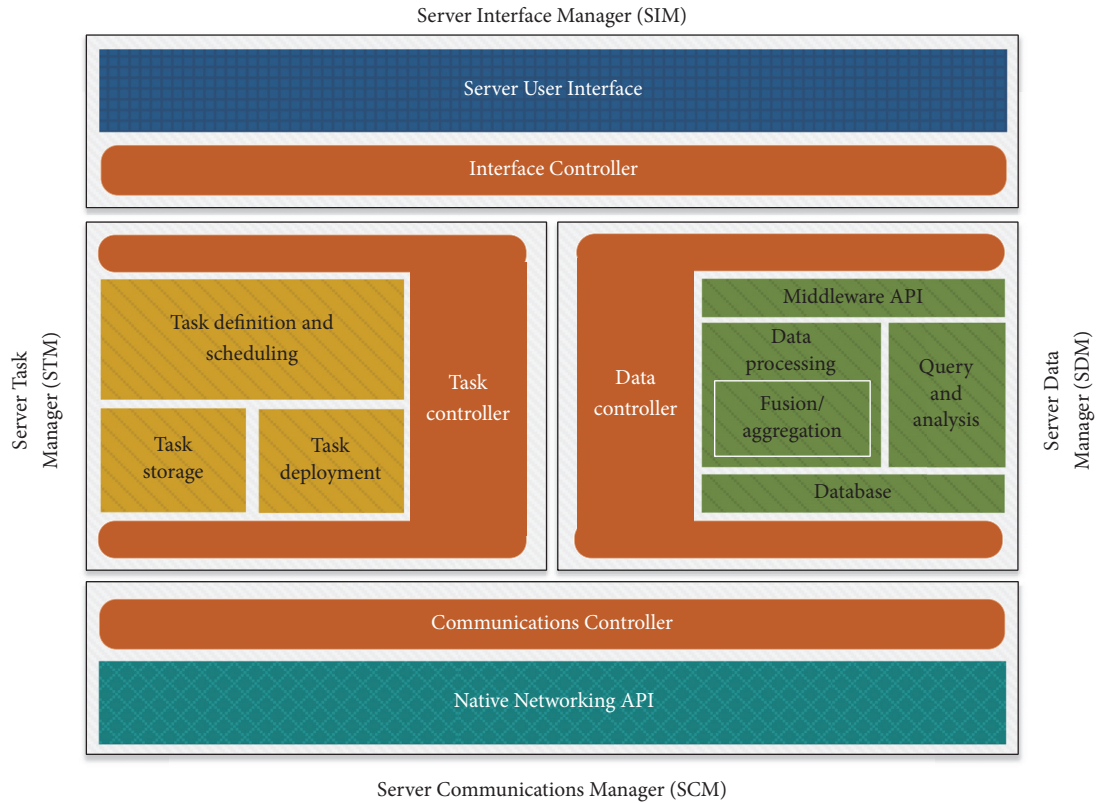 Server Interface Manager (SIM)
Server User Interface
Interface Controller
Server Task
Manager (STM)
Task definition and
scheduling
Task
storage
Task
deployment
Task
controller
Data
controller
Middleware API
Data
processing
Fusion/
aggregation
Query
and
analysis
Database
Server Data
Manager (SDM)
Communications Controller
Native Networking API
Server Communications Manager (SCM)